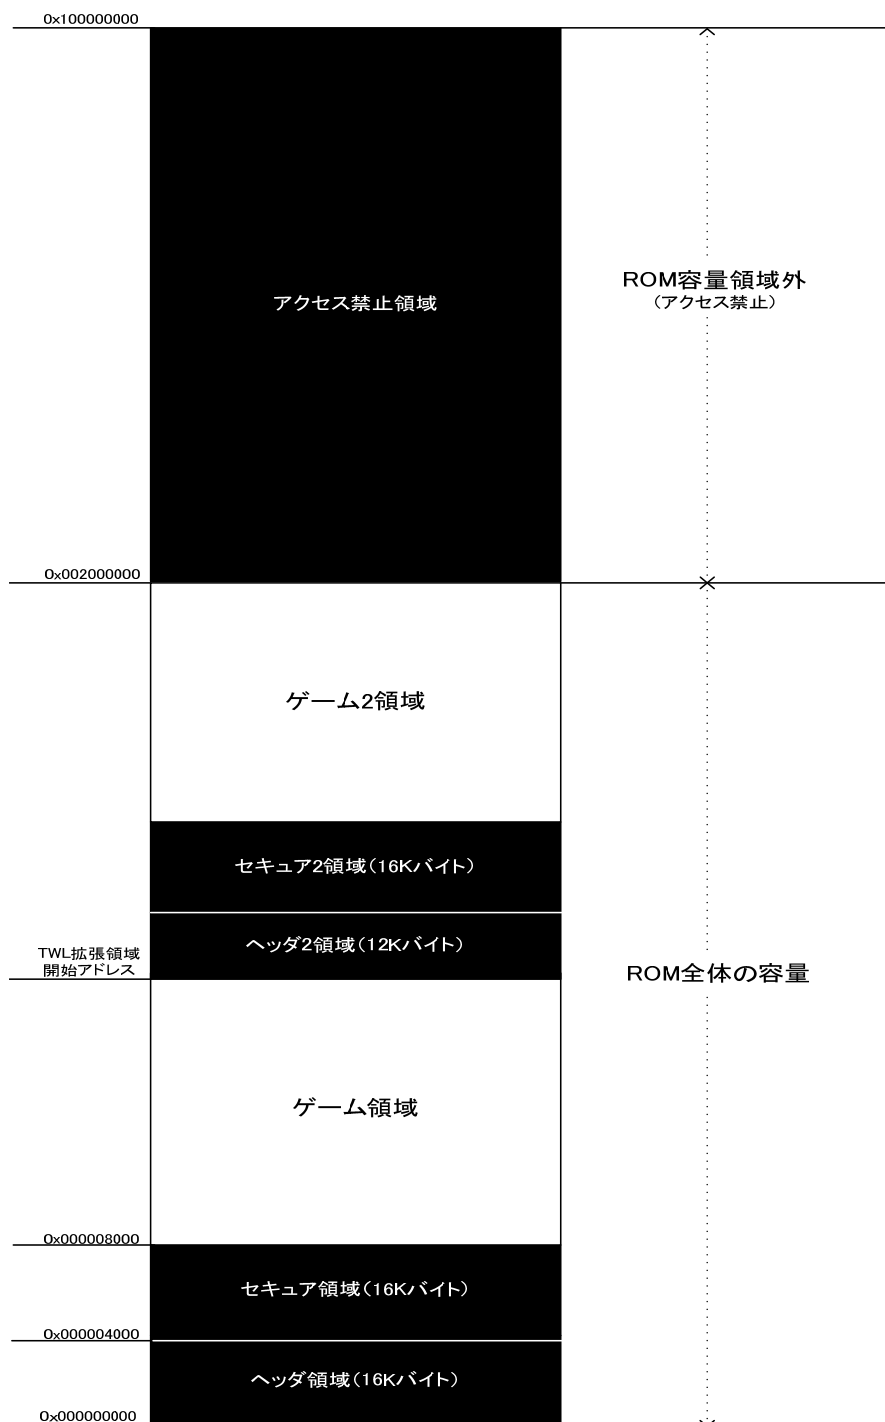 0x100000000
アクセス禁止領域
ROM容量領域外
(アクセス禁止)
0x002000000
ゲーム2領域
セキュア2領域(16Kバイト)
ヘッダ2領域(12Kバイト)
TWL拡張領域
開始アドレス
ROM全体の容量
ゲーム領域
0x000008000
セキュア領域(16Kバイト)
0x000004000
ヘッダ領域(16Kバイト)
0x000000000